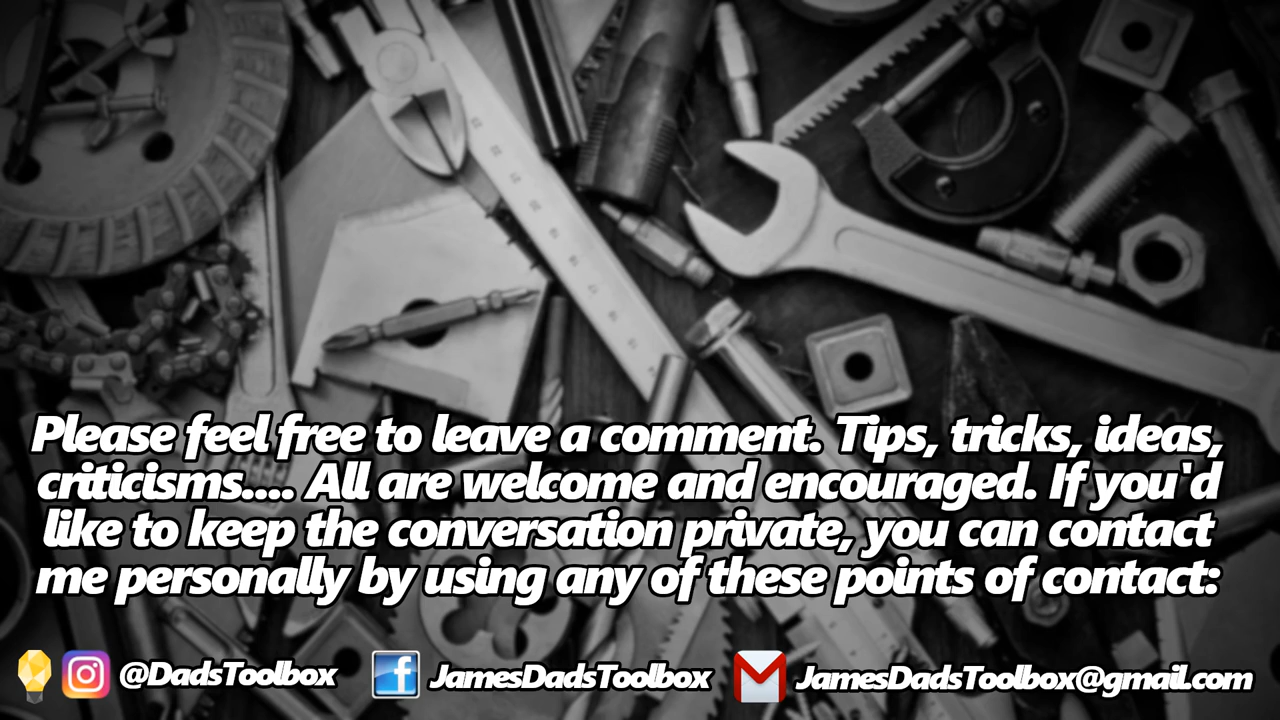 Please feel free to leave a comment. Tips, tricks, ideas,
criticisms.... All are welcome and encouraged. If you'd
like to keep the conversation private, you can contact
me personally by using any of these points of contact:
@DadsToolbox JamesDadsToolbox JamesDadsToolbox@gmail.com